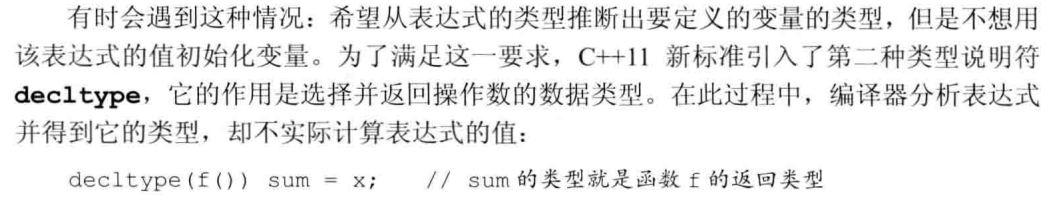 有时会遇到这种情况：希望从表达式的类型推断出要定义的变量的类型，但是不想用
该表达式的值初始化变量。为了满足这一要求，C++11 新标准引入了第二种类型说明符
decltype，它的作用是选择并返回操作数的数据类型。在此过程中，编译器分析表达式
并得到它的类型，却不实际计算表达式的值：
decltype(f()) sum = x;   // sum 的类型就是函数 f 的返回类型